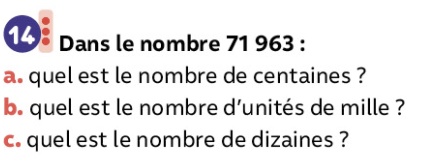 14 Dans le nombre 71 963 :
a. quel est le nombre de centaines ?
b. quel est le nombre d’unités de mille ?
c. quel est le nombre de dizaines ?